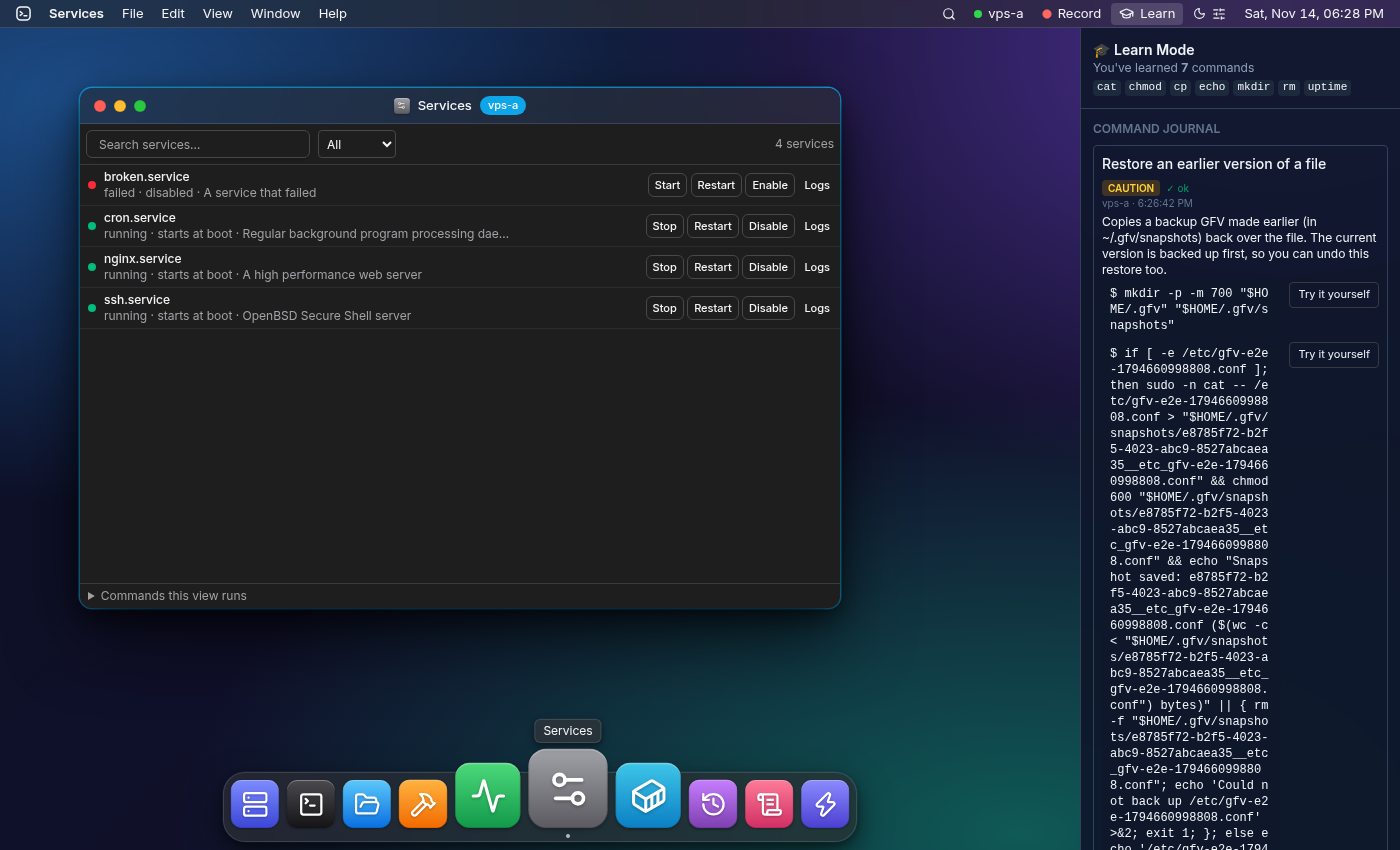 Services File Edit View Window Help vps-a Record Learn Sat, Nov 14, 06:28 PM
Services vps-a
Search services... All 4 services
broken.service
failed · disabled · A service that failed
Start Restart Enable Logs
cron.service
running · starts at boot · Regular background program processing dae...
Stop Restart Disable Logs
nginx.service
running · starts at boot · A high performance web server
Stop Restart Disable Logs
ssh.service
running · starts at boot · OpenBSD Secure Shell server
Stop Restart Disable Logs
Commands this view runs
Services
Learn Mode
You've learned 7 commands
cat chmod cp echo mkdir rm uptime
COMMAND JOURNAL
Restore an earlier version of a file
CAUTION ✓ ok
vps-a · 6:26:42 PM
Copies a backup GFV made earlier (in
~/.gfv/snapshots) back over the file. The current
version is backed up first, so you can undo this
restore too.
$ mkdir -p -m 700 "$HO
ME/.gfv" "$HOME/.gfv/s
napshots"
Try it yourself
$ if [ -e /etc/gfv-e2e
-1794660998808.conf ];
then sudo -n cat -- /e
tc/gfv-e2e-17946609988
08.conf > "$HOME/.gfv/
snapshots/e8785f72-b2f
5-4023-abc9-8527abcaea
35__etc_gfv-e2e-179466
0998808.conf" && chmod
600 "$HOME/.gfv/snapsh
ots/e8785f72-b2f5-4023
-abc9-8527abcaea35__et
c_gfv-e2e-179466099880
8.conf" && echo "Snaps
hot saved: e8785f72-b2
f5-4023-abc9-8527abcae
a35__etc_gfv-e2e-17946
60998808.conf ($(wc -c
< "$HOME/.gfv/snapshot
s/e8785f72-b2f5-4023-a
bc9-8527abcaea35__etc_
gfv-e2e-1794660998808.
conf") bytes)" || { rm
-f "$HOME/.gfv/snapsho
ts/e8785f72-b2f5-4023-
abc9-8527abcaea35__etc
_gfv-e2e-179466099880
8.conf"; echo 'Could n
ot back up /etc/gfv-e2
e-1794660998808.conf'
>&2; exit 1; }; else e
cho '/etc/gfv-e2e-1794
Try it yourself